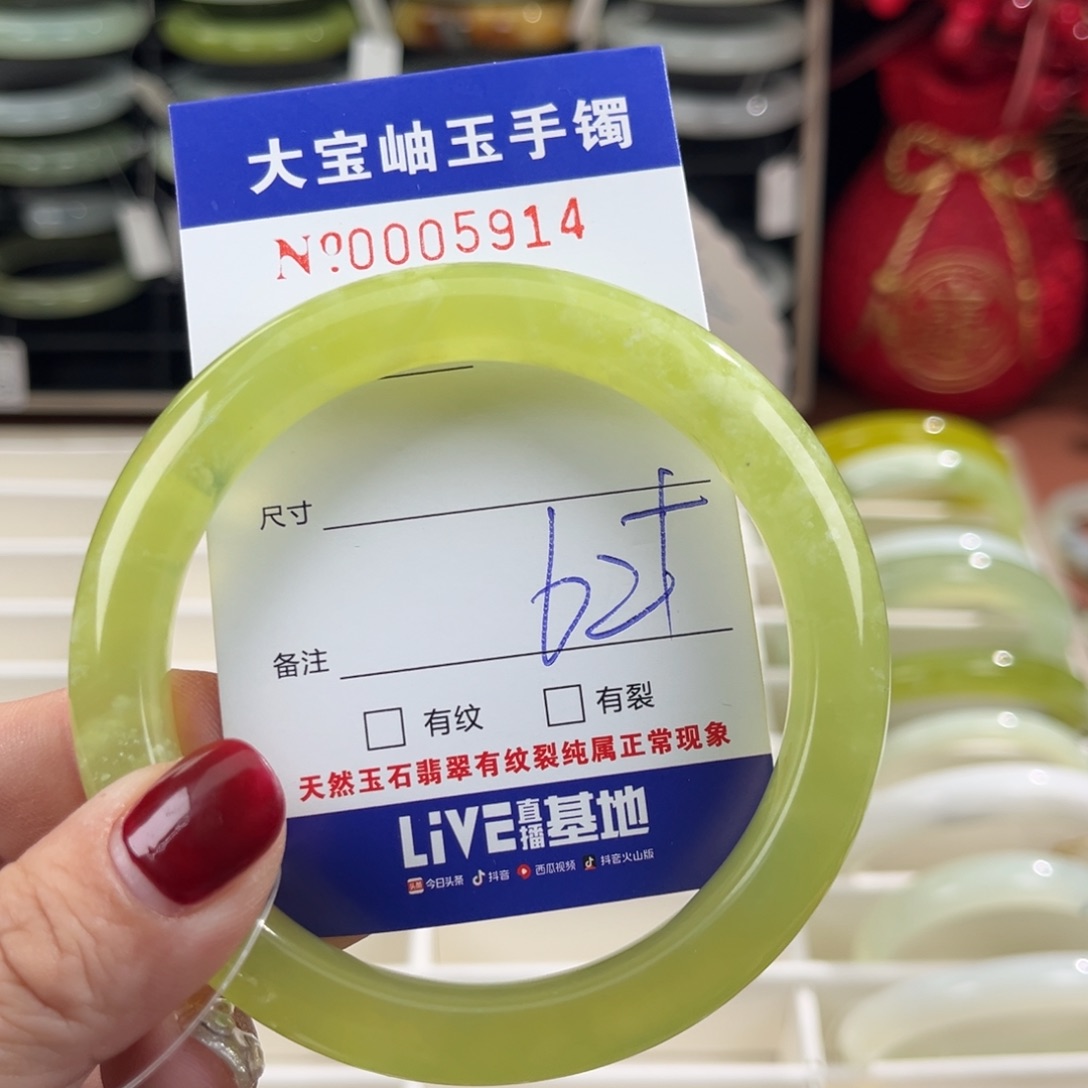 大宝岫玉手镯
Nº0005914
尺寸
62+
备注
有纹 有裂
天然玉石翡翠有纹裂纯属正常现象
LiVE直播基地
头条 今日头条 抖音 西瓜视频 抖音火山版